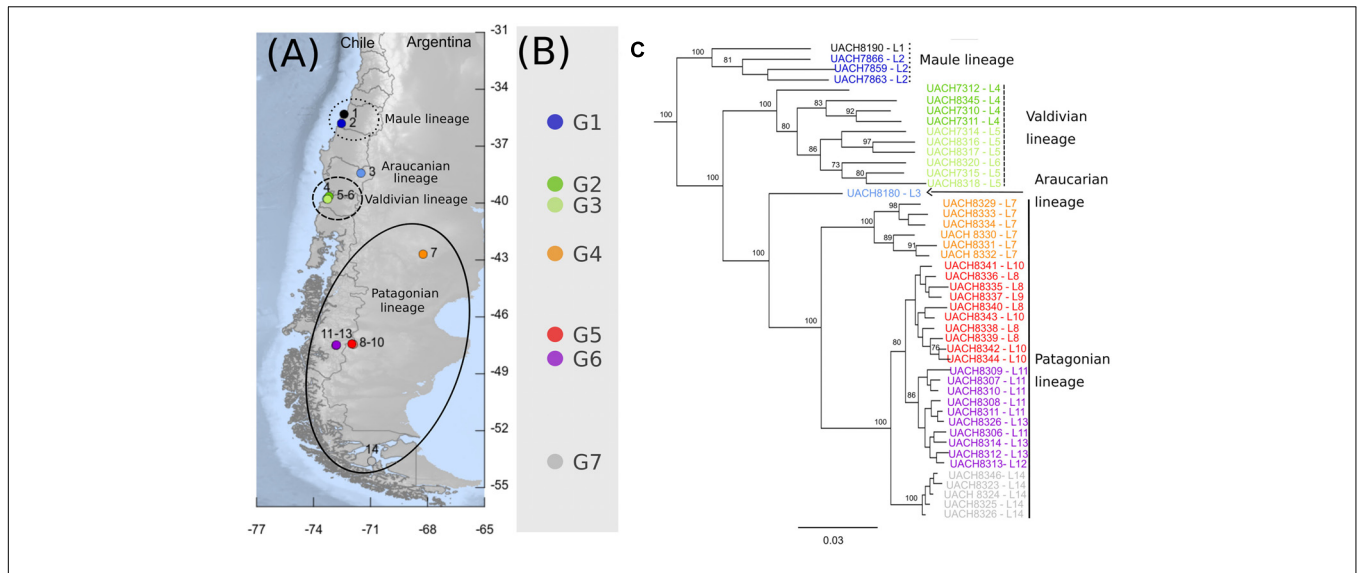 (A)
Chile Argentina
-31
-34
-37
-40
-43
-46
-49
-52
-55
-77 -74 -71 -68 -65
1
2
Maule lineage
3
Araucanian
lineage
4
5-6
Valdivian lineage
7
Patagonian
lineage
11-13
8-10
14
(B)
G1
G2
G3
G4
G5
G6
G7
C
UACH8190 - L1
UACH7866 - L2
UACH7859 - L2
UACH7863 - L2
Maule lineage
UACH7312 - L4
UACH8345 - L4
UACH7310 - L4
UACH7311 - L4
UACH7314 - L5
UACH8316 - L5
UACH8317 - L5
UACH8320 - L6
UACH7315 - L5
UACH8318 - L5
Valdivian
lineage
UACH8180 - L3
Araucarian
lineage
UACH8329 - L7
UACH8333 - L7
UACH8334 - L7
UACH 8330 - L7
UACH8331 - L7
UACH 8332 - L7
UACH8341 - L10
UACH8336 - L8
UACH8335 - L8
UACH8337 - L9
UACH8340 - L8
UACH8343 - L10
UACH8338 - L8
UACH8339 - L8
UACH8342 - L10
UACH8344 - L10
UACH8309 - L11
UACH8307 - L11
UACH8310 - L11
UACH8308 - L11
UACH8311 - L11
UACH8326 - L13
UACH8306 - L11
UACH8314 - L13
UACH8312 - L13
UACH8313- L12
UACH8346- L14
UACH8323 - L14
UACH 8324 - L14
UACH8325 - L14
UACH8326 - L14
Patagonian
lineage
100
100
81
100
100
83
92
80
97
86
73
80
100
98
100
89
91
100
80
76
86
100
100
0.03